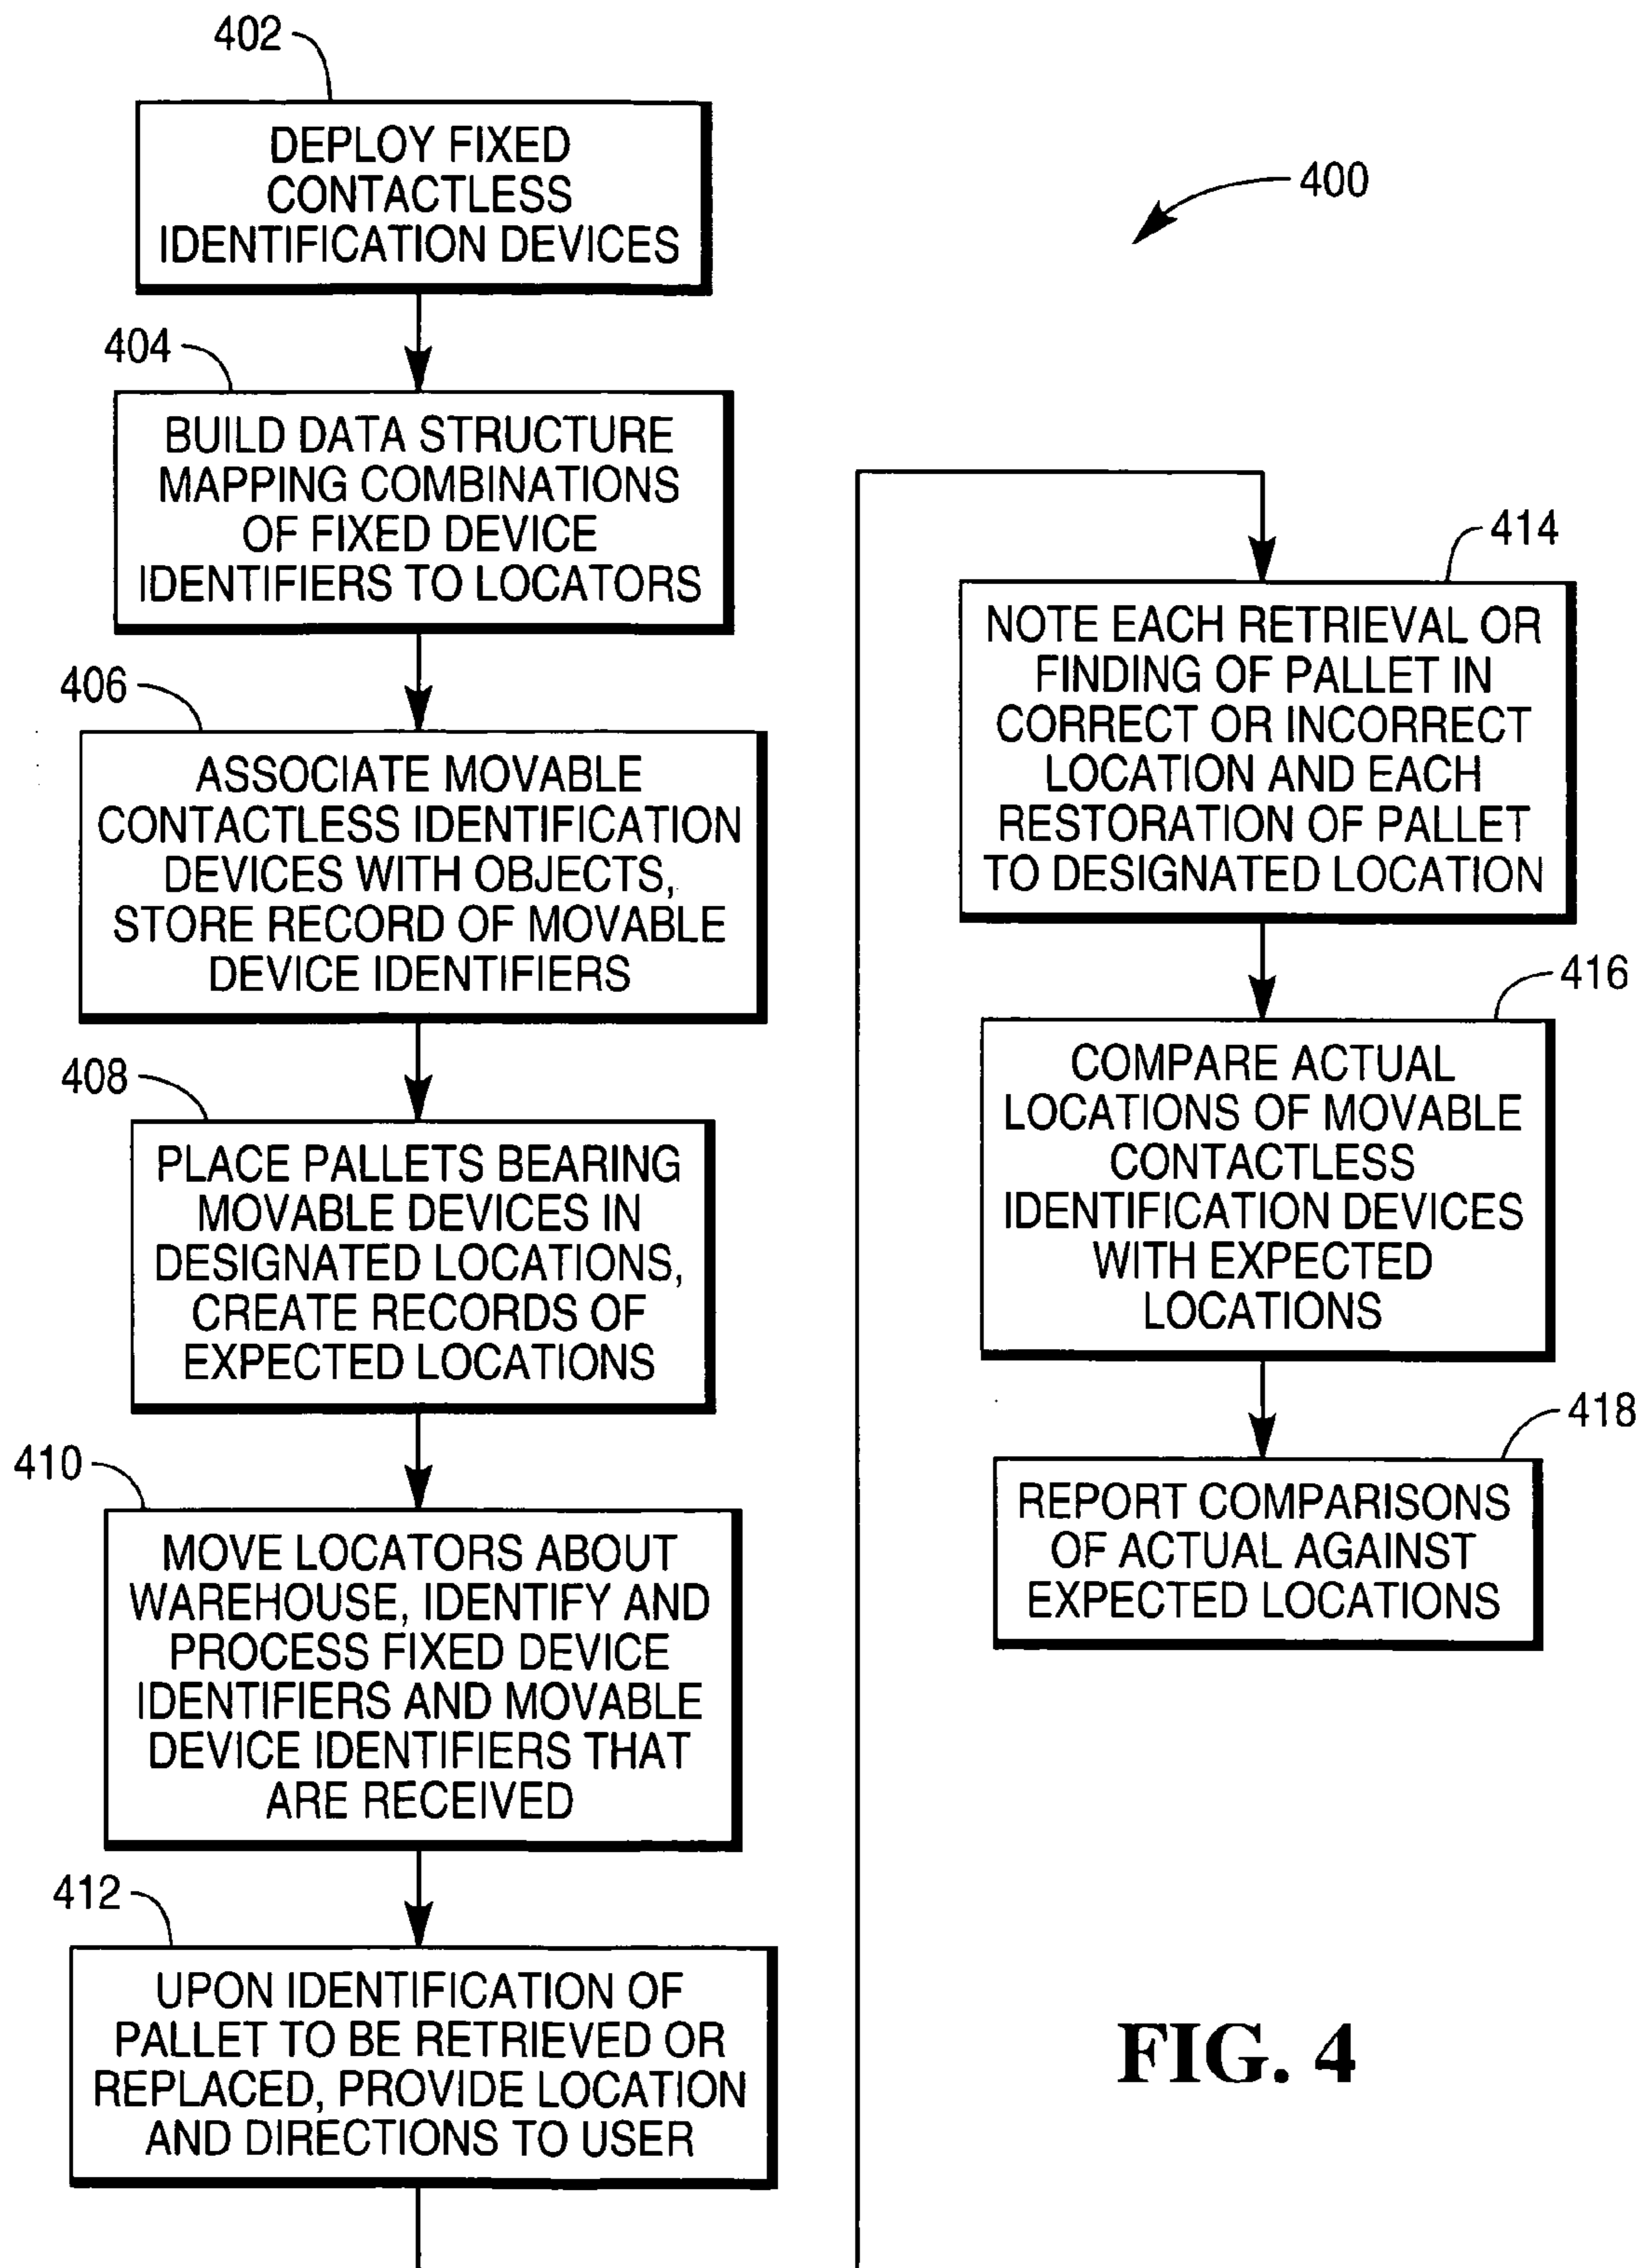 402
DEPLOY FIXED
CONTACTLESS
IDENTIFICATION DEVICES
404
BUILD DATA STRUCTURE
MAPPING COMBINATIONS
OF FIXED DEVICE
IDENTIFIERS TO LOCATORS
406
ASSOCIATE MOVABLE
CONTACTLESS IDENTIFICATION
DEVICES WITH OBJECTS,
STORE RECORD OF MOVABLE
DEVICE IDENTIFIERS
408
PLACE PALLETS BEARING
MOVABLE DEVICES IN
DESIGNATED LOCATIONS,
CREATE RECORDS OF
EXPECTED LOCATIONS
410
MOVE LOCATORS ABOUT
WAREHOUSE, IDENTIFY AND
PROCESS FIXED DEVICE
IDENTIFIERS AND MOVABLE
DEVICE IDENTIFIERS THAT
ARE RECEIVED
412
UPON IDENTIFICATION OF
PALLET TO BE RETRIEVED OR
REPLACED, PROVIDE LOCATION
AND DIRECTIONS TO USER
400
414
NOTE EACH RETRIEVAL OR
FINDING OF PALLET IN
CORRECT OR INCORRECT
LOCATION AND EACH
RESTORATION OF PALLET
TO DESIGNATED LOCATION
416
COMPARE ACTUAL
LOCATIONS OF MOVABLE
CONTACTLESS
IDENTIFICATION DEVICES
WITH EXPECTED
LOCATIONS
418
REPORT COMPARISONS
OF ACTUAL AGAINST
EXPECTED LOCATIONS
FIG. 4